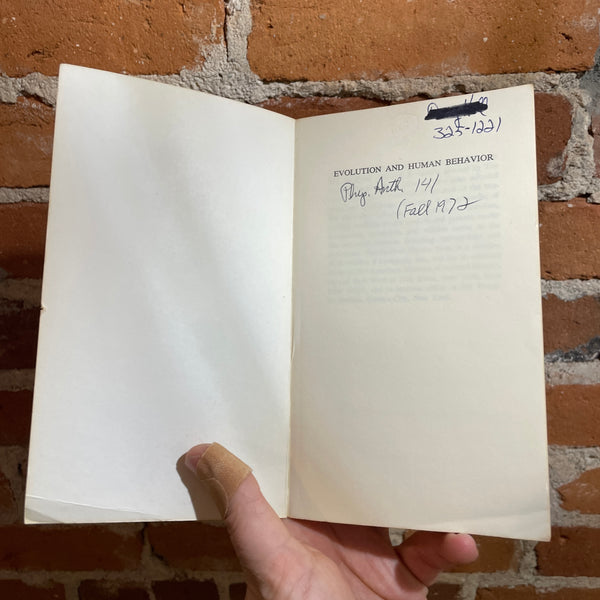 325-1221
EVOLUTION AND HUMAN BEHAVIOR
Phys. Anth. 141
(Fall 1972